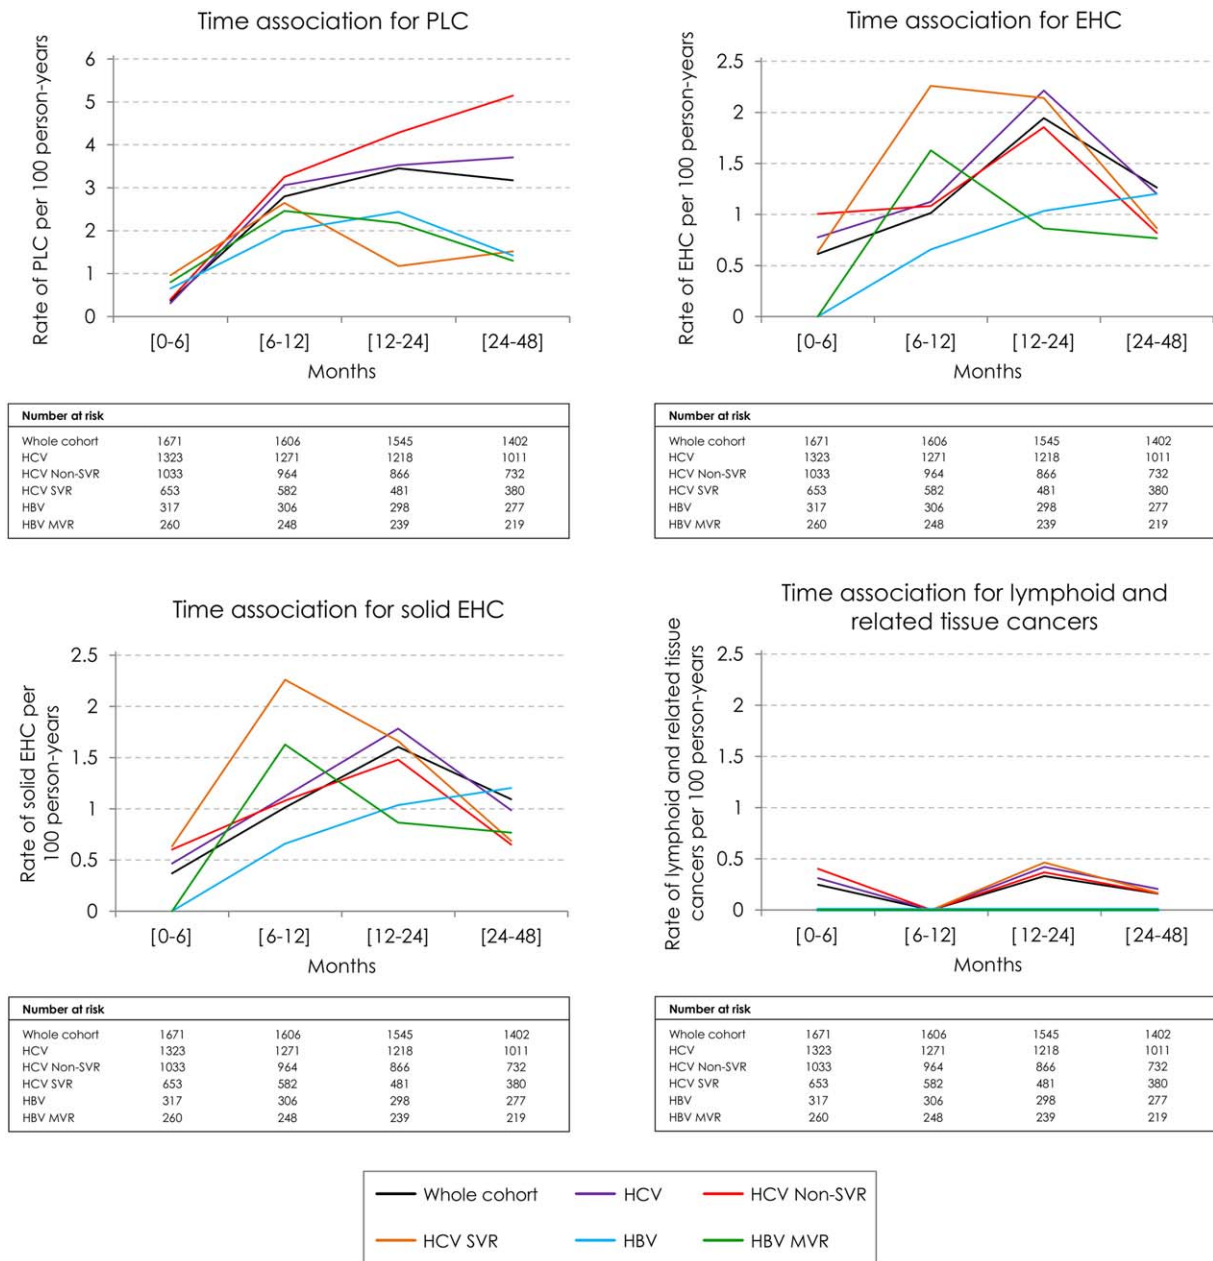 Time association for PLC
Rate of PLC per 100 person-years
6
5
4
3
2
1
0
[0-6] [6-12] [12-24] [24-48]
Months
Number at risk
Whole cohort 1671 1606 1545 1402
HCV 1323 1271 1218 1011
HCV Non-SVR 1033 964 866 732
HCV SVR 653 582 481 380
HBV 317 306 298 277
HBV MVR 260 248 239 219
Time association for EHC
Rate of EHC per 100 person-years
2.5
2
1.5
1
0.5
0
[0-6] [6-12] [12-24] [24-48]
Months
Number at risk
Whole cohort 1671 1606 1545 1402
HCV 1323 1271 1218 1011
HCV Non-SVR 1033 964 866 732
HCV SVR 653 582 481 380
HBV 317 306 298 277
HBV MVR 260 248 239 219
Time association for solid EHC
Rate of solid EHC per
100 person-years
2.5
2
1.5
1
0.5
0
[0-6] [6-12] [12-24] [24-48]
Months
Number at risk
Whole cohort 1671 1606 1545 1402
HCV 1323 1271 1218 1011
HCV Non-SVR 1033 964 866 732
HCV SVR 653 582 481 380
HBV 317 306 298 277
HBV MVR 260 248 239 219
Time association for lymphoid and
related tissue cancers
Rate of lymphoid and related tissue
cancers per 100 person-years
2.5
2
1.5
1
0.5
0
[0-6] [6-12] [12-24] [24-48]
Months
Number at risk
Whole cohort 1671 1606 1545 1402
HCV 1323 1271 1218 1011
HCV Non-SVR 1033 964 866 732
HCV SVR 653 582 481 380
HBV 317 306 298 277
HBV MVR 260 248 239 219
Whole cohort HCV HCV Non-SVR
HCV SVR HBV HBV MVR